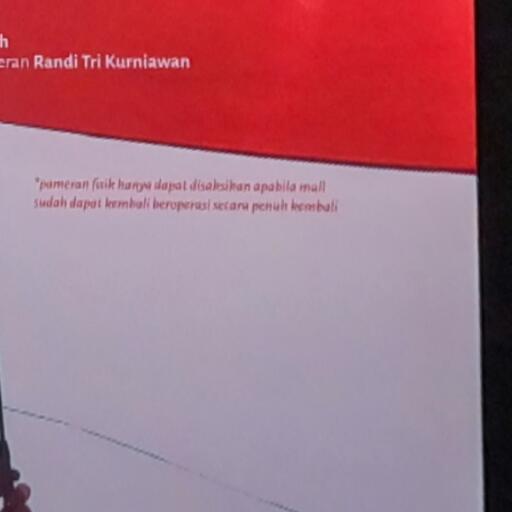 h
eran Randi Tri Kurniawan
*pameran fisik hanya dapat disaksikan apabila mall
sudah dapat kembali beroperasi secara penuh kembali